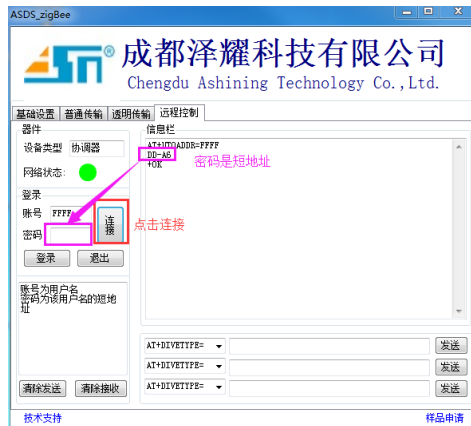 ASDS_zigBee
成都泽耀科技有限公司
Chengdu Ashining Technology Co.,Ltd.
基础设置 普通传输 透明传输 远程控制
器件
设备类型 协调器
网络状态:
登录
账号 FFFF
密码
连接
登录 退出
账号为用户名
密码为该用户名的短地
址
清除发送 清除接收
信息栏
AT+UTOADDR=FFFF
DD-A6
+OK
密码是短地址
点击连接
AT+DIVETYPE= 发送
AT+DIVETYPE= 发送
AT+DIVETYPE= 发送
技术支持 样品申请